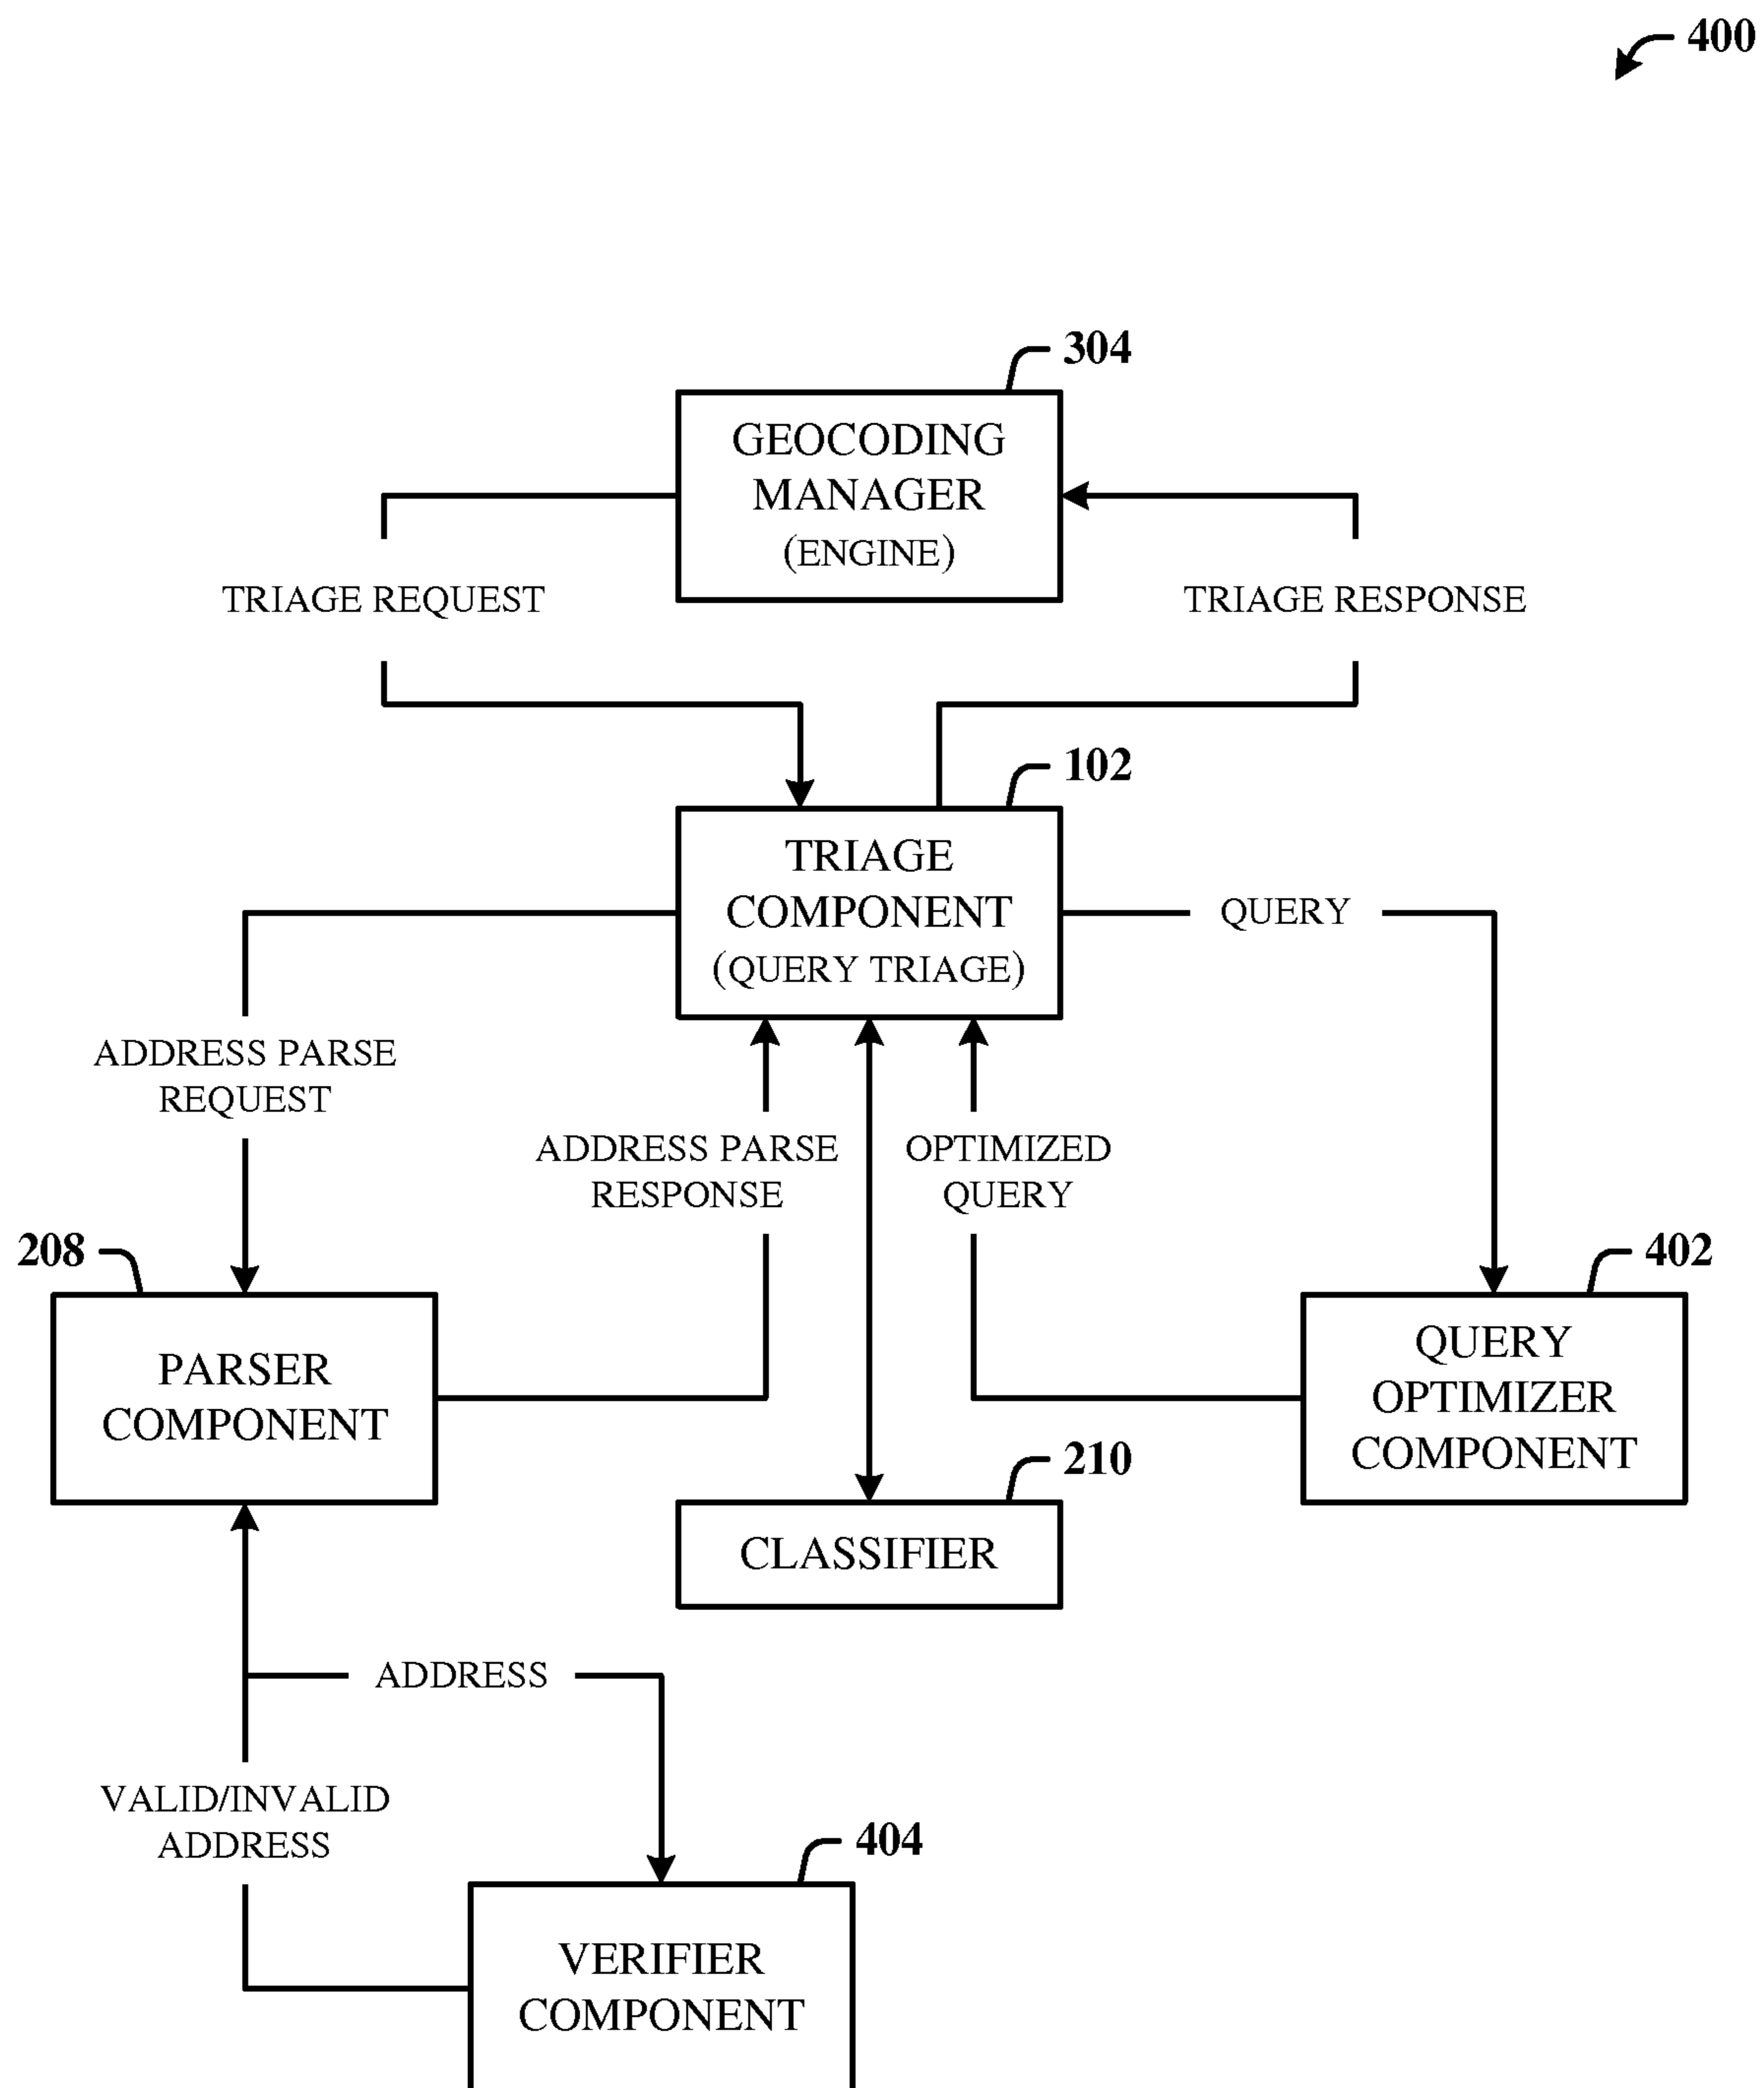 400
304
GEOCODING
MANAGER
(ENGINE)
TRIAGE REQUEST
TRIAGE RESPONSE
102
TRIAGE
COMPONENT
(QUERY TRIAGE)
QUERY
ADDRESS PARSE
REQUEST
ADDRESS PARSE
RESPONSE
OPTIMIZED
QUERY
208
PARSER
COMPONENT
402
QUERY
OPTIMIZER
COMPONENT
210
CLASSIFIER
ADDRESS
VALID/INVALID
ADDRESS
404
VERIFIER
COMPONENT